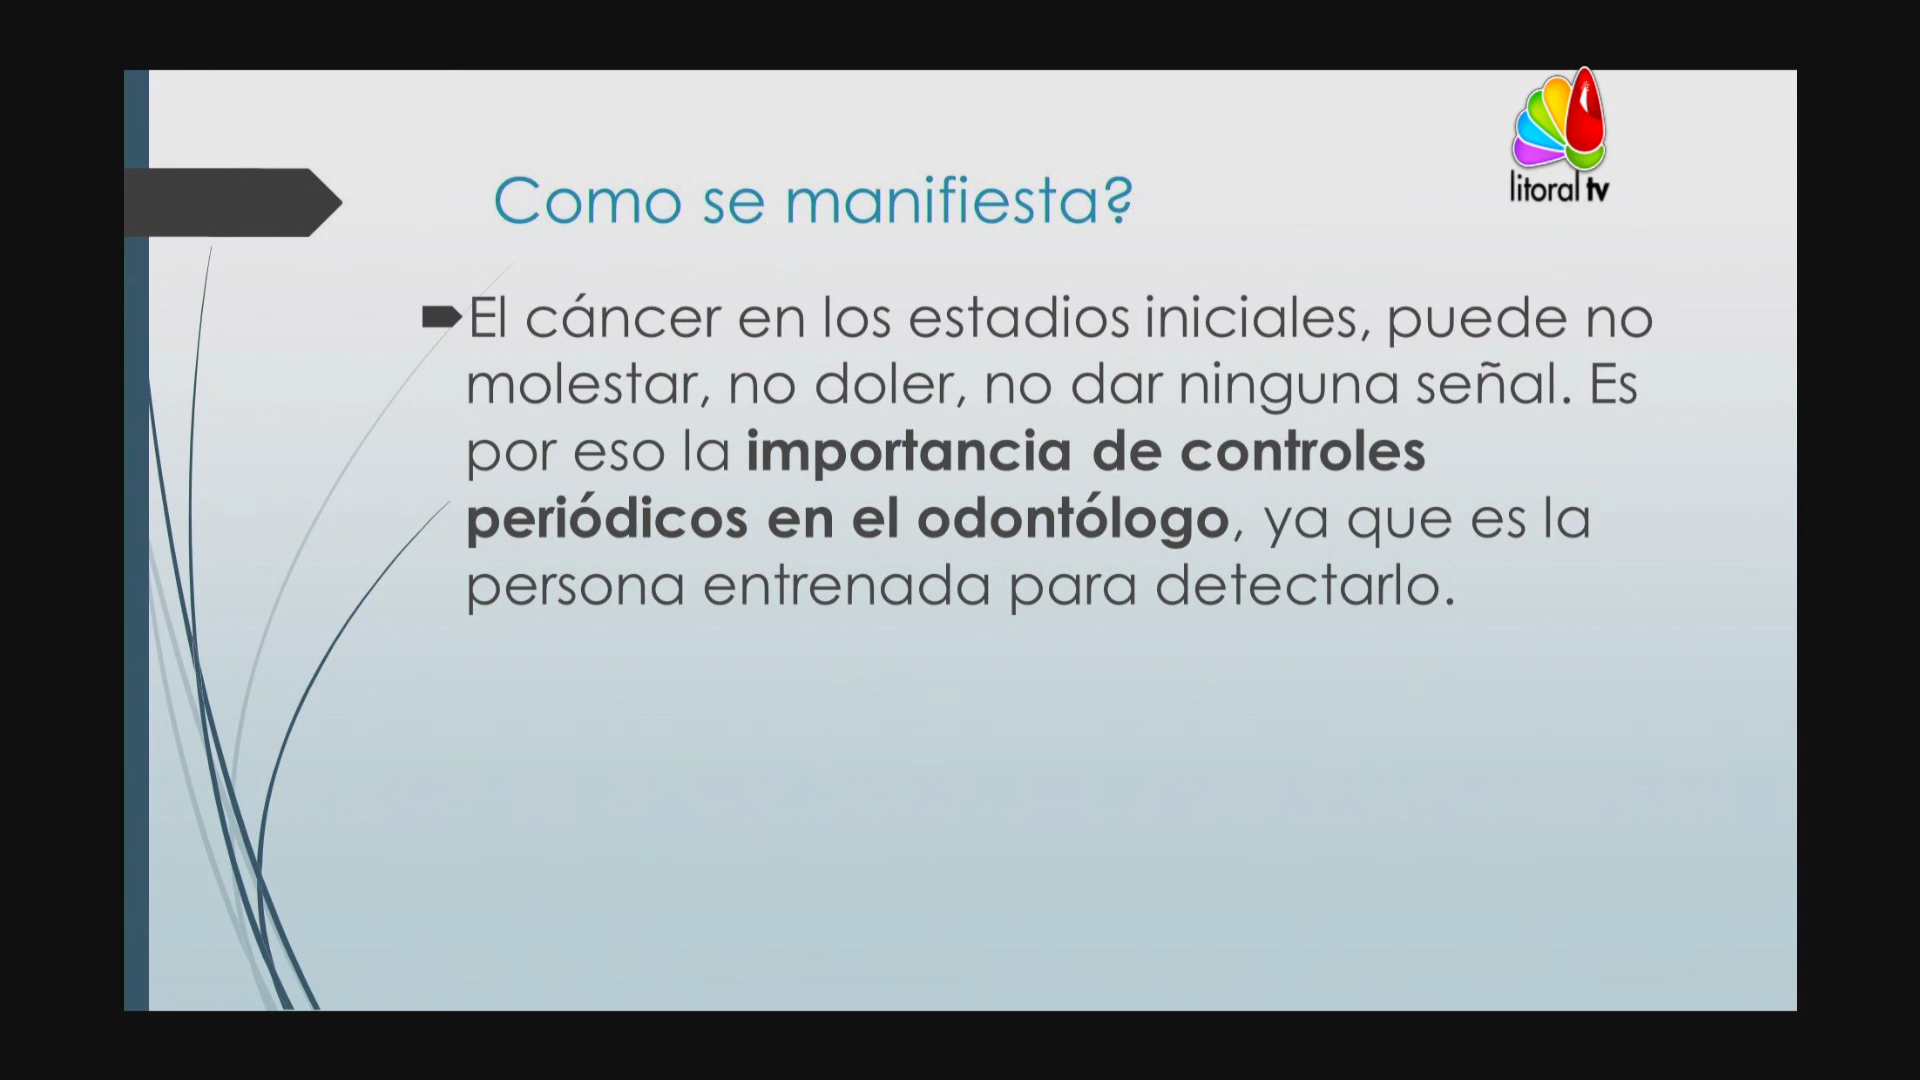 litoral tv
Como se manifiesta?
El cáncer en los estadios iniciales, puede no
molestar, no doler, no dar ninguna señal. Es
por eso la importancia de controles
periódicos en el odontólogo, ya que es la
persona entrenada para detectarlo.